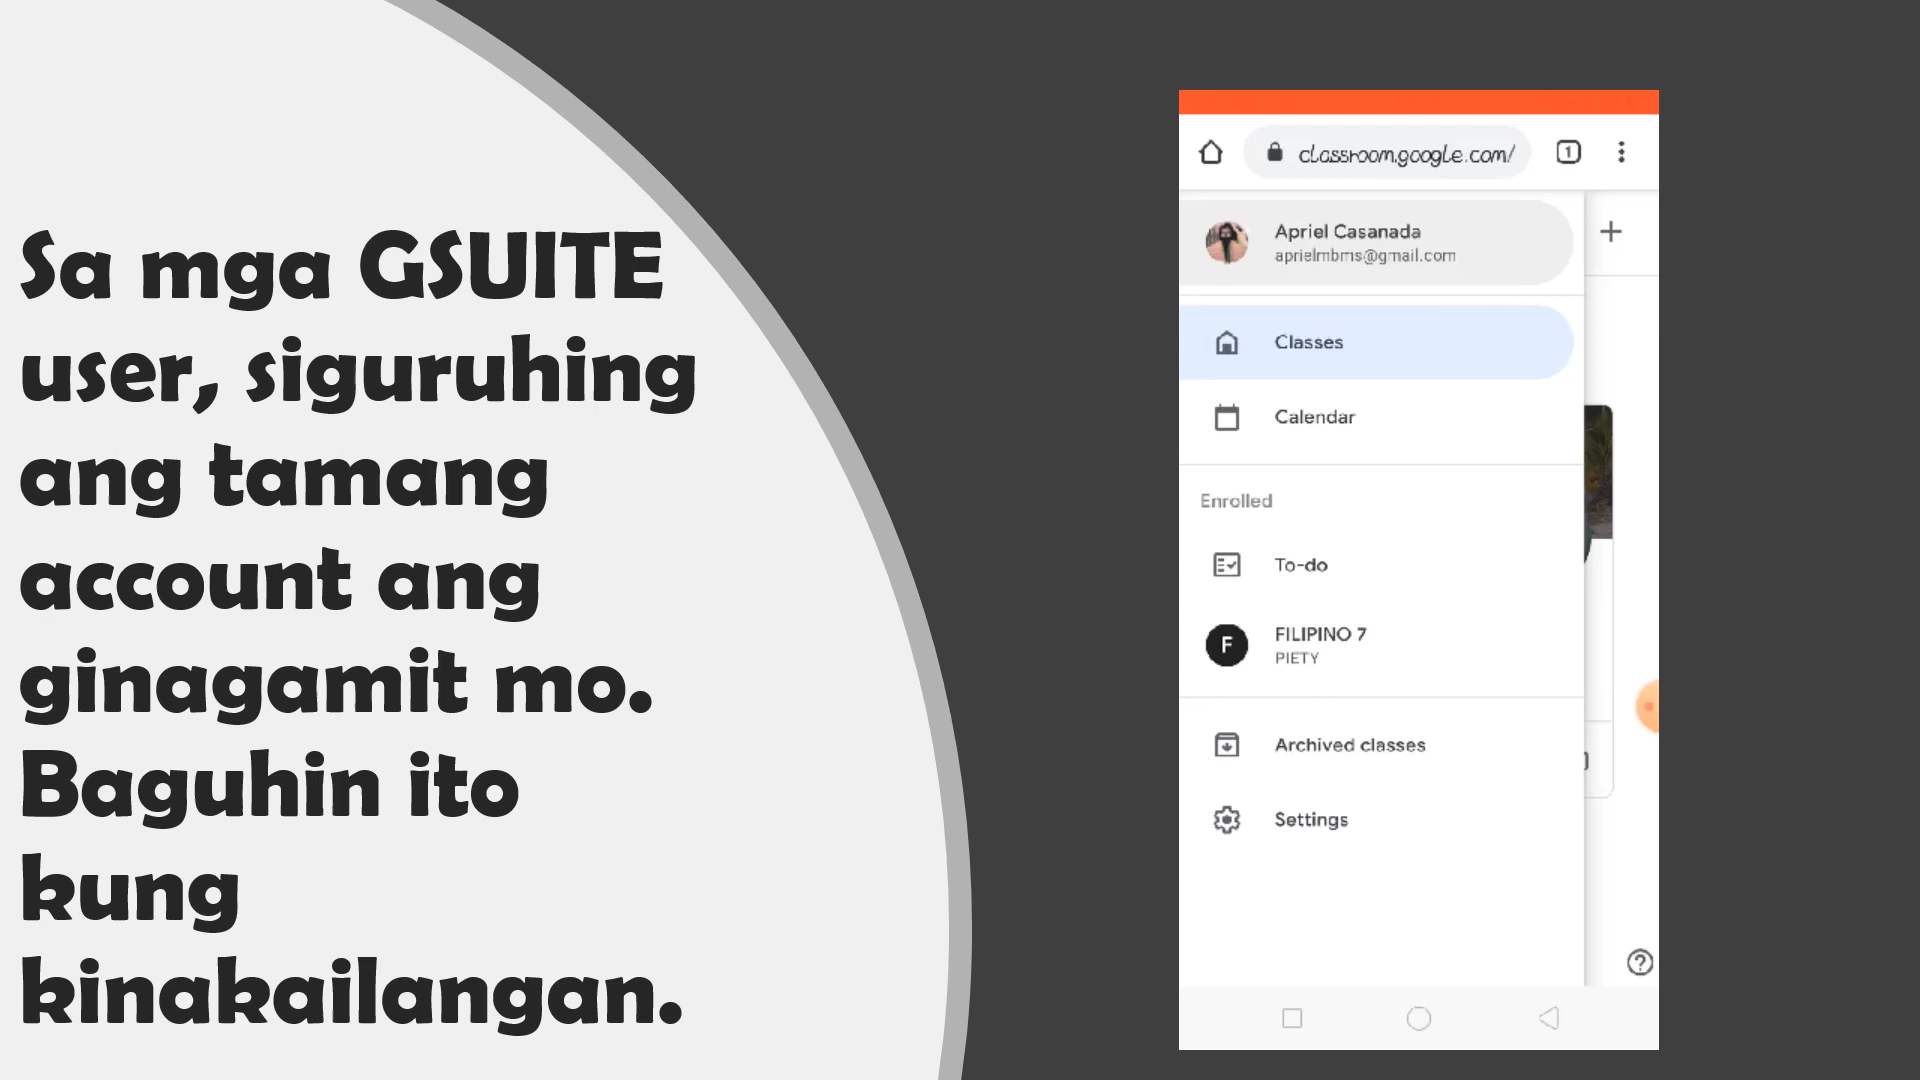 Sa mga GSUITE
user, siguruhing
ang tamang
account ang
ginagamit mo.
Baguhin ito
kung
kinakailangan.
classroom.google.com/
1
Apriel Casanada
aprielmbms@gmail.com
Classes
Calendar
Enrolled
To-do
F
FILIPINO 7
PIETY
Archived classes
Settings